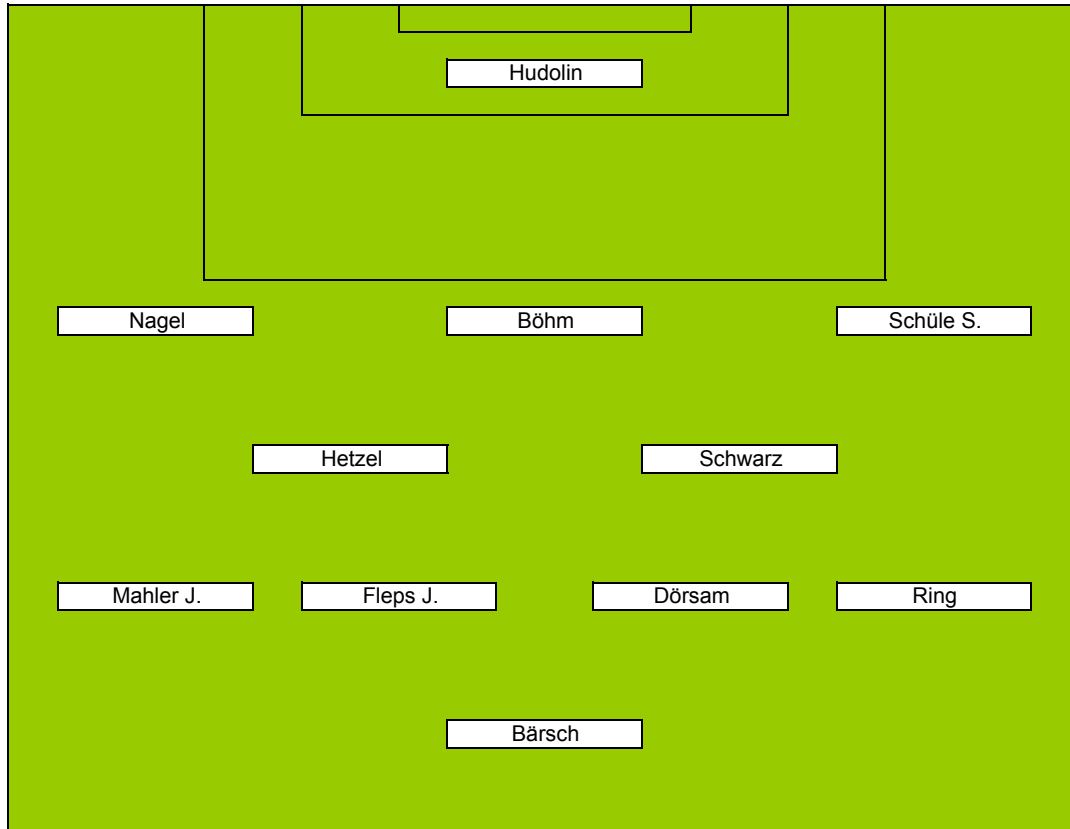 Hudolin
Nagel Böhm Schüle S.
Hetzel Schwarz
Mahler J. Fleps J. Dörsam Ring
Bärsch